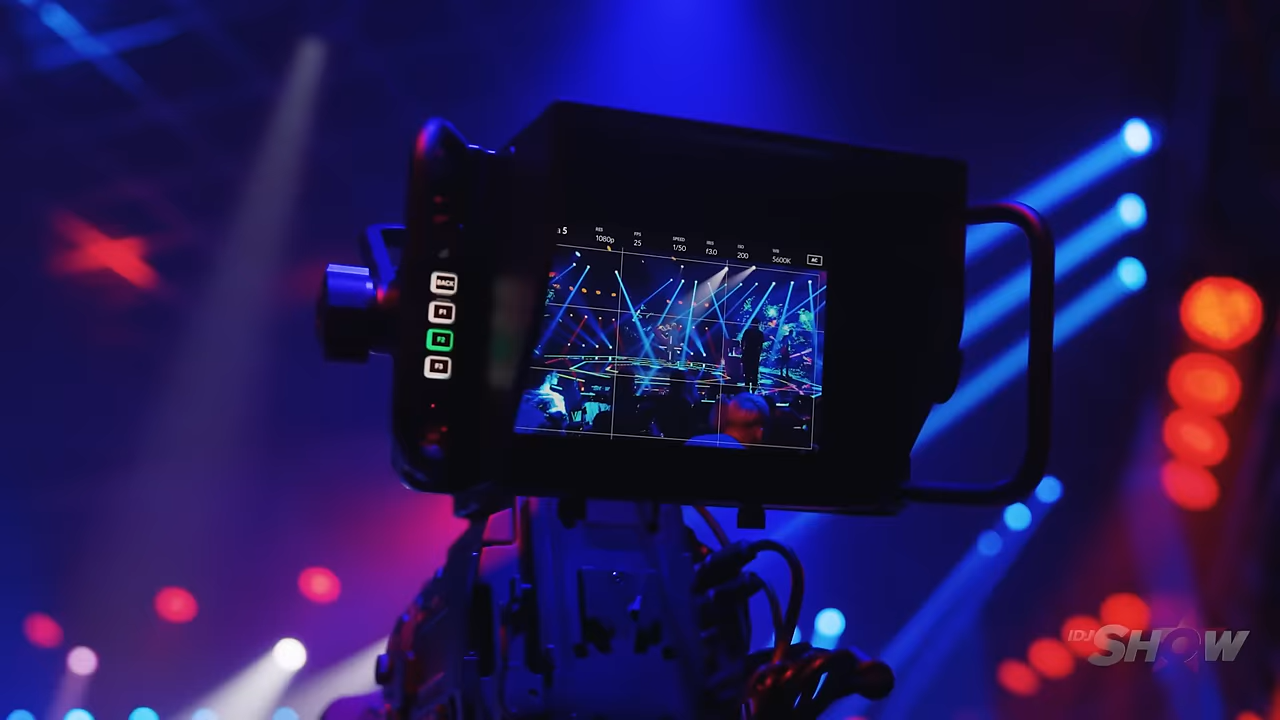 5
RES FPS SPEED IRIS ISO WB
1080p 25 1/50 f3.0 200 5600K AC
BACK
F1
F2
F3
IDJ SHOW